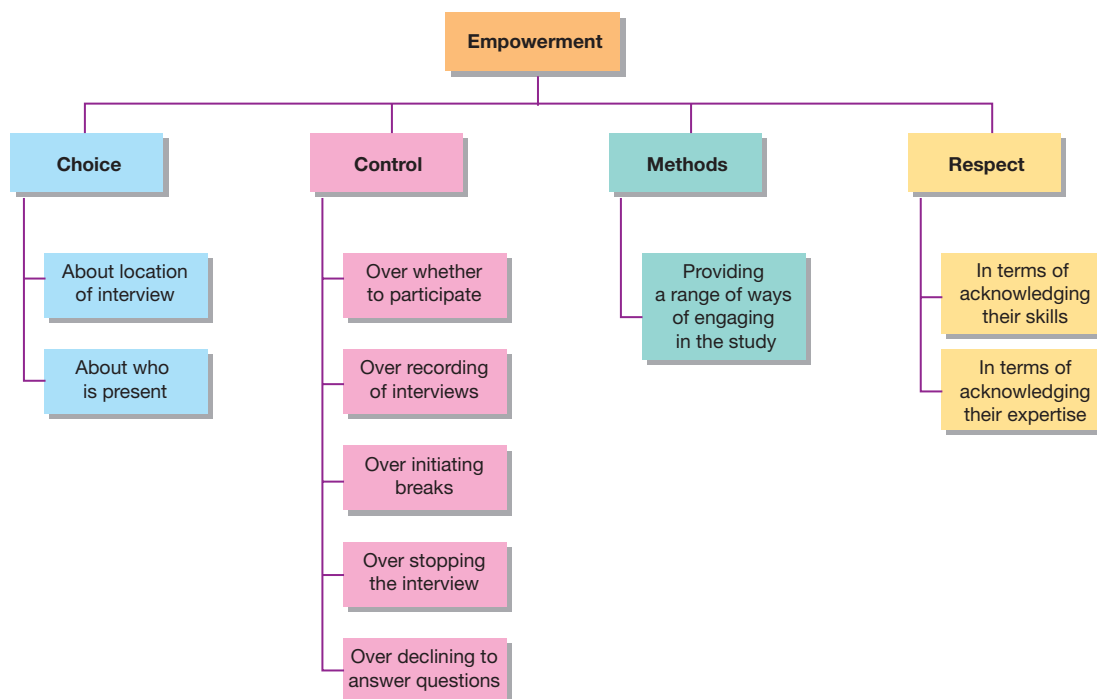 Empowerment
Choice
About location
of interview
About who
is present
Control
Over whether
to participate
Over recording
of interviews
Over initiating
breaks
Over stopping
the interview
Over declining to
answer questions
Methods
Providing
a range of ways
of engaging
in the study
Respect
In terms of
acknowledging
their skills
In terms of
acknowledging
their expertise